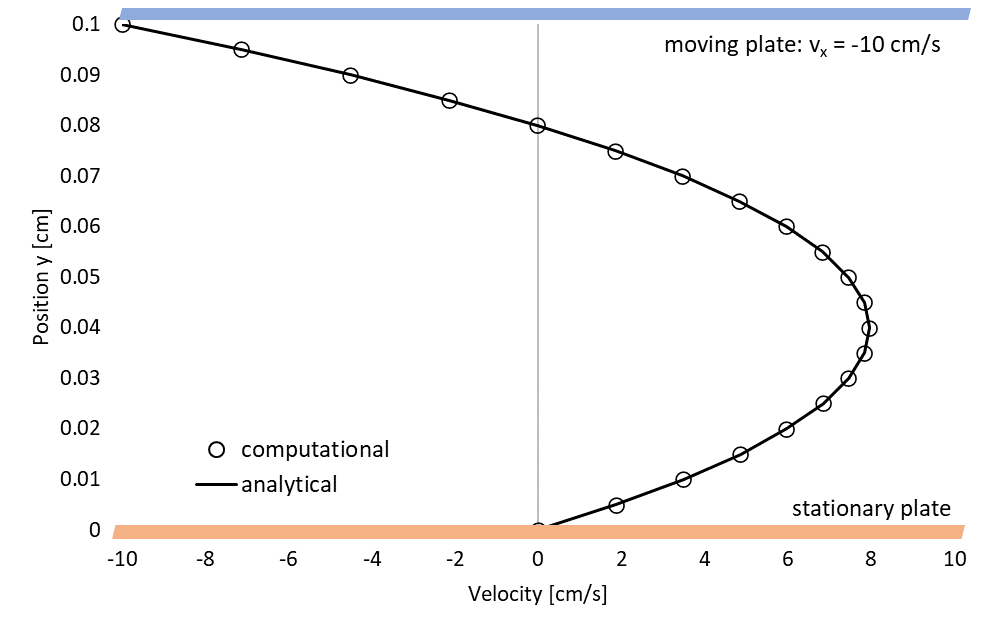 0.1
moving plate: vₓ = -10 cm/s
0.09
0.08
0.07
0.06
0.05
Position y [cm]
0.04
0.03
0.02
computational
0.01
analytical
stationary plate
0
-10 -8 -6 -4 -2 0 2 4 6 8 10
Velocity [cm/s]